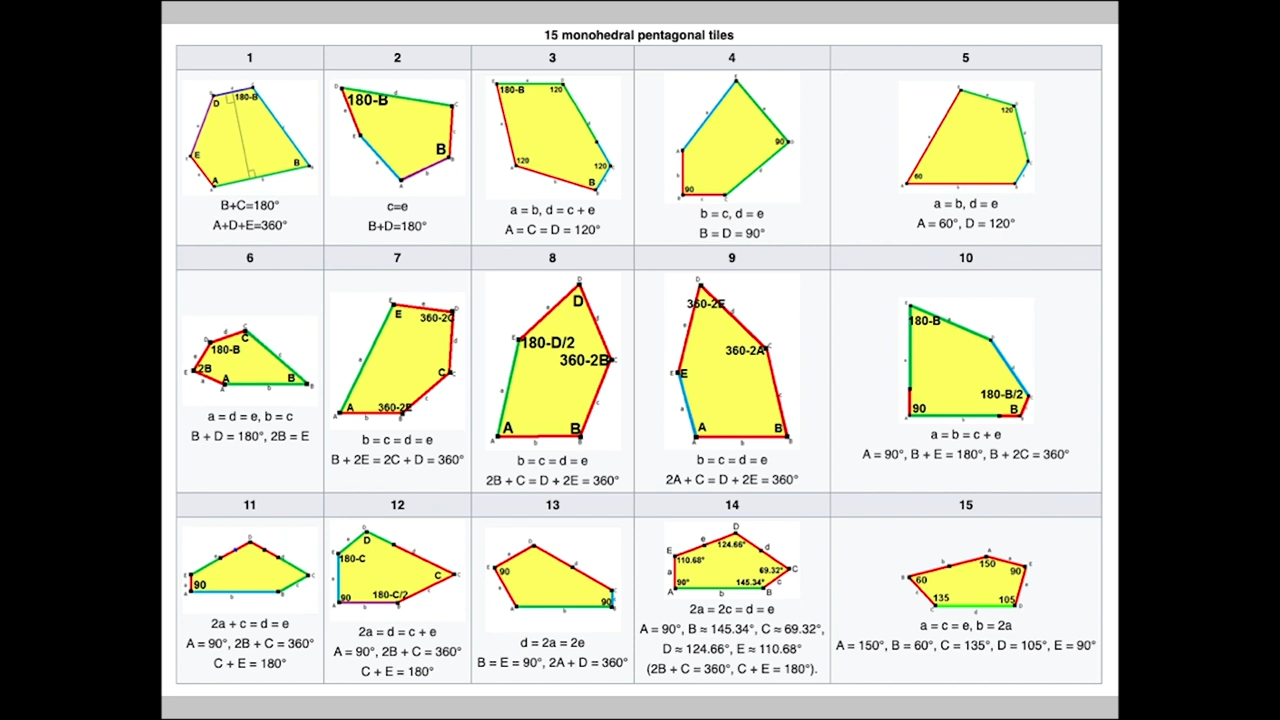 15 monohedral pentagonal tiles
1 2 3 4 5
D 180-B E A B
B+C=180°
A+D+E=360°
180-B B
c=e
B+D=180°
180-B 120 120 120 B
a = b, d = c + e
A = C = D = 120°
90 90
b = c, d = e
B = D = 90°
120 60
a = b, d = e
A = 60°, D = 120°
6 7 8 9 10
C 180-B 2B A B
a = d = e, b = c
B + D = 180°, 2B = E
E 360-2C C A 360-2E
b = c = d = e
B + 2E = 2C + D = 360°
D 180-D/2 360-2B A B
b = c = d = e
2B + C = D + 2E = 360°
360-2E 360-2A E A B
b = c = d = e
2A + C = D + 2E = 360°
180-B 180-B/2 90 B
a = b = c + e
A = 90°, B + E = 180°, B + 2C = 360°
11 12 13 14 15
90
2a + c = d = e
A = 90°, 2B + C = 360°
C + E = 180°
D 180-C C 90 180-C/2
2a = d = c + e
A = 90°, 2B + C = 360°
C + E = 180°
90 90
d = 2a = 2e
B = E = 90°, 2A + D = 360°
D e 124.66° d E 110.68° 69.32° C a 90° 145.34° c A b B
2a = 2c = d = e
A = 90°, B ≈ 145.34°, C ≈ 69.32°,
D ≈ 124.66°, E ≈ 110.68°
(2B + C = 360°, C + E = 180°).
A 150 90 E B 60 135 105 C D
a = c = e, b = 2a
A = 150°, B = 60°, C = 135°, D = 105°, E = 90°